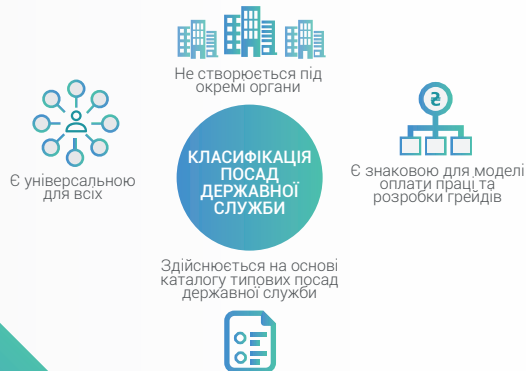 Не створюється під
окремі органи
Є універсальною
для всіх
КЛАСИФІКАЦІЯ
ПОСАД
ДЕРЖАВНОЇ
СЛУЖБИ
₴
Є знаковою для моделі
оплати праці та
розробки грейдів
Здійснюється на основі
каталогу типових посад
державної служби